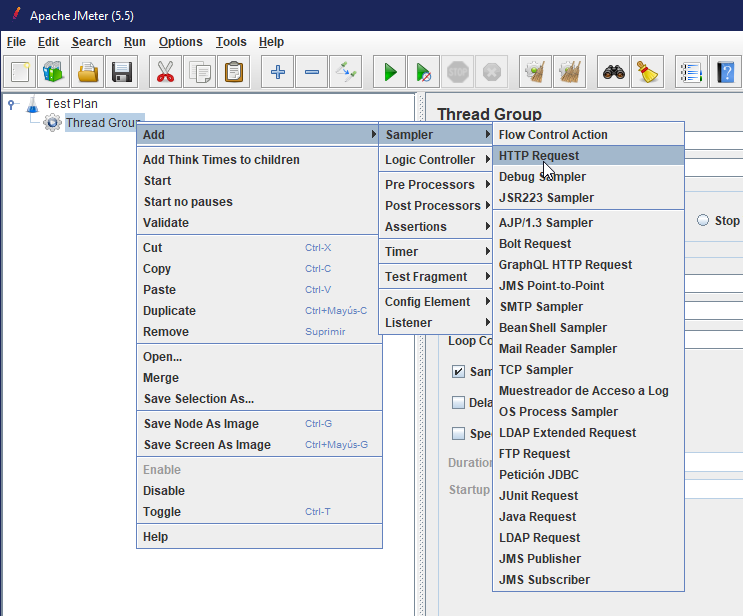 Apache JMeter (5.5)
File Edit Search Run Options Tools Help
STOP
Test Plan
Thread Group
Thread Group
Add
Add Think Times to children
Start
Start no pauses
Validate
Cut Ctrl-X
Copy Ctrl-C
Paste Ctrl-V
Duplicate Ctrl+Mayús-C
Remove Suprimir
Open...
Merge
Save Selection As...
Save Node As Image Ctrl-G
Save Screen As Image Ctrl+Mayús-G
Enable
Disable
Toggle Ctrl-T
Help
Sampler
Logic Controller
Pre Processors
Post Processors
Assertions
Timer
Test Fragment
Config Element
Listener
Flow Control Action
HTTP Request
Debug Sampler
JSR223 Sampler
AJP/1.3 Sampler
Bolt Request
GraphQL HTTP Request
JMS Point-to-Point
SMTP Sampler
BeanShell Sampler
Mail Reader Sampler
TCP Sampler
Muestreador de Acceso a Log
OS Process Sampler
LDAP Extended Request
FTP Request
Petición JDBC
JUnit Request
Java Request
LDAP Request
JMS Publisher
JMS Subscriber
Stop
Loop Co
Sam
Dela
Spe
Duration
Startup